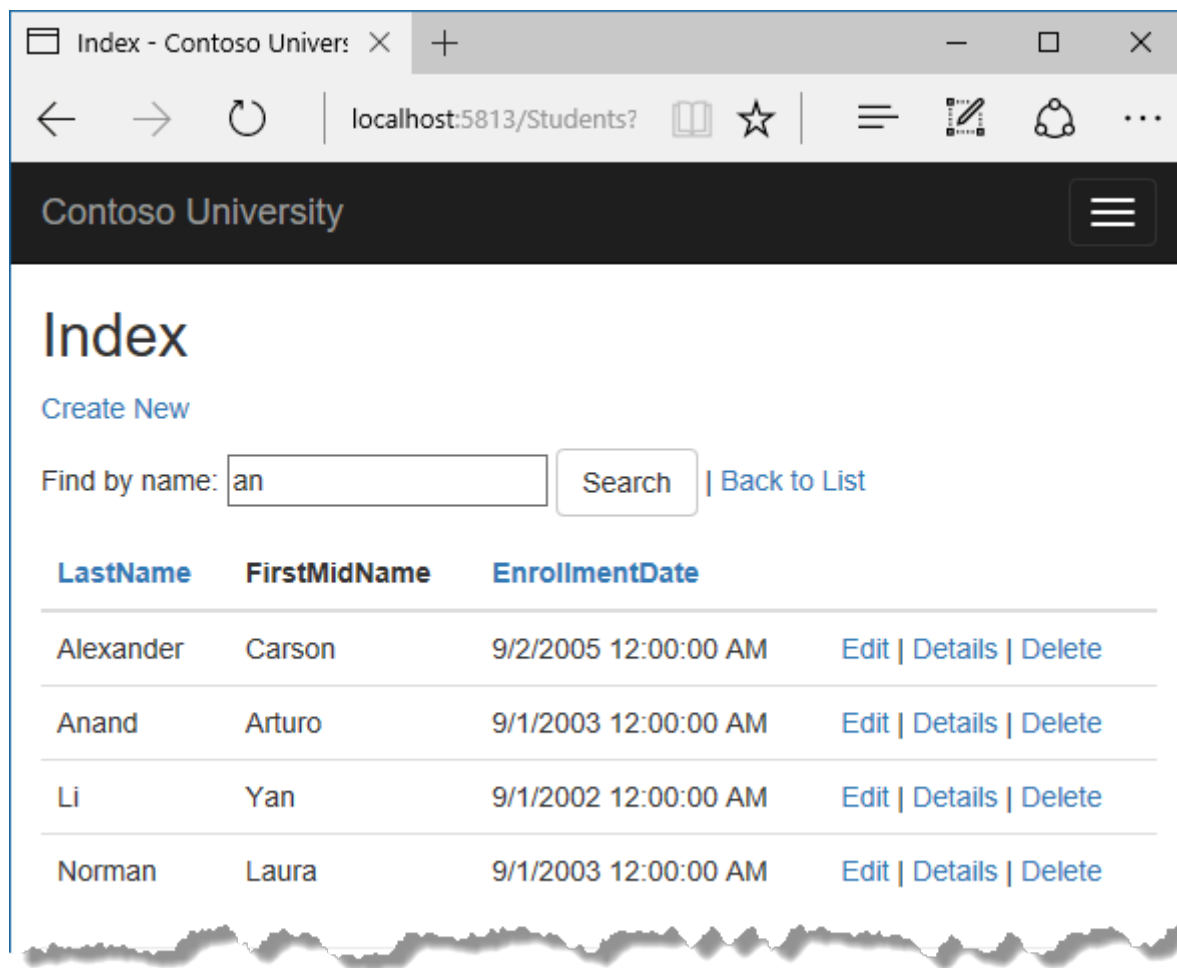 Index - Contoso Univers
localhost:5813/Students?
Contoso University
Index
Create New
Find by name: an Search | Back to List
LastName FirstMidName EnrollmentDate
Alexander Carson 9/2/2005 12:00:00 AM Edit | Details | Delete
Anand Arturo 9/1/2003 12:00:00 AM Edit | Details | Delete
Li Yan 9/1/2002 12:00:00 AM Edit | Details | Delete
Norman Laura 9/1/2003 12:00:00 AM Edit | Details | Delete